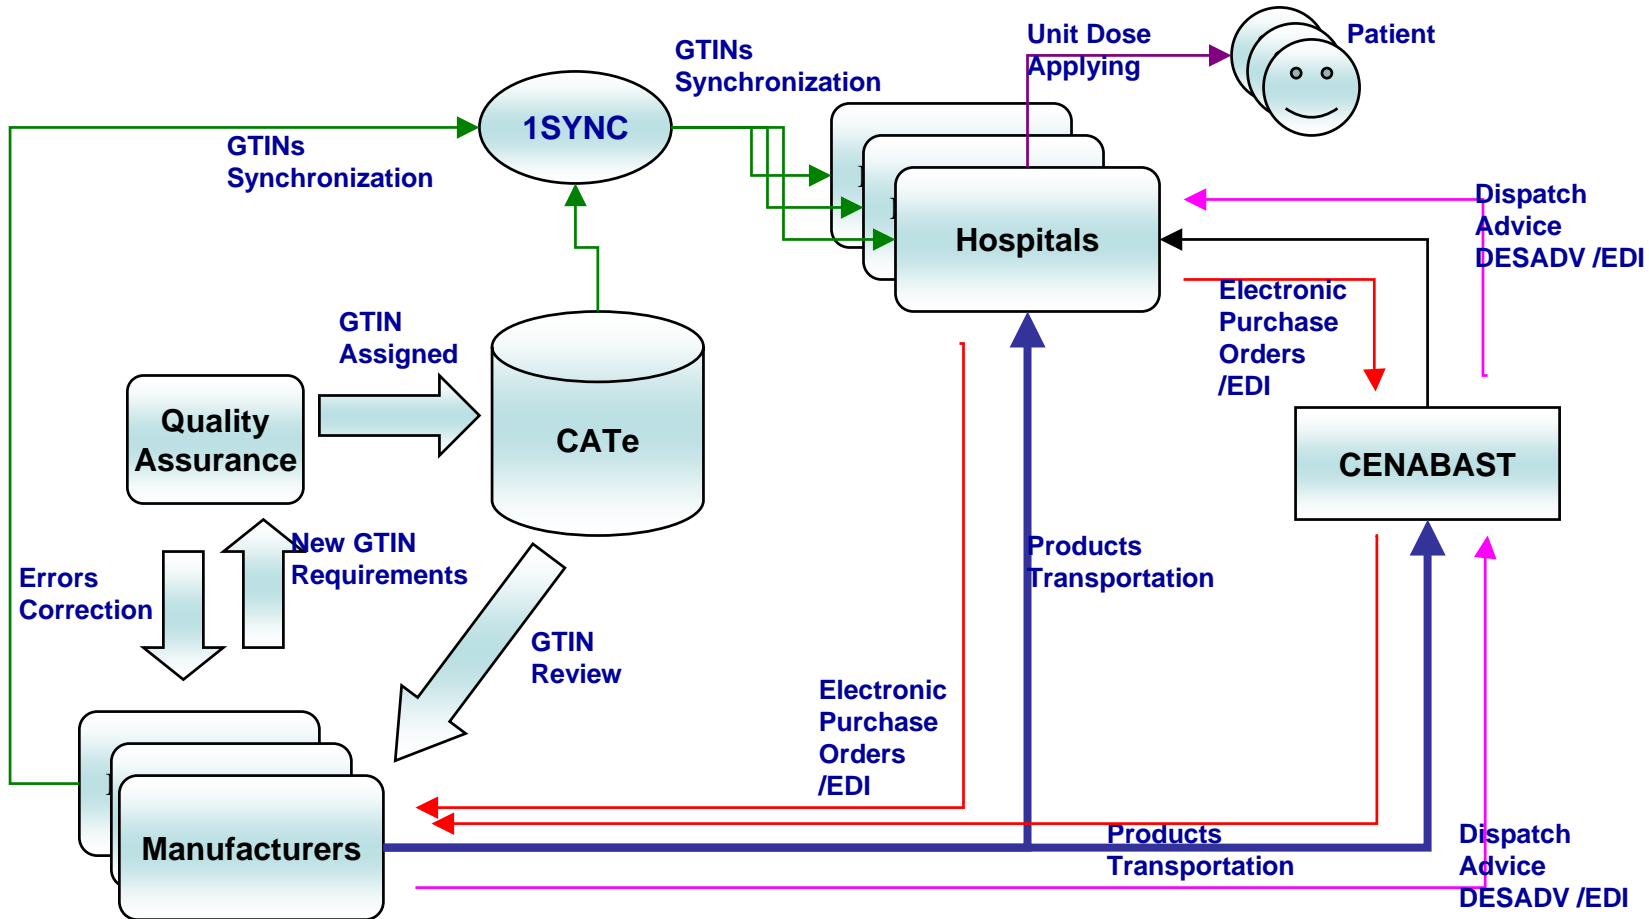 Unit Dose
Applying
Patient
GTINs
Synchronization
1SYNC
GTINs
Synchronization
Hospitals
Dispatch
Advice
DESADV /EDI
Electronic
Purchase
Orders
/EDI
GTIN
Assigned
Quality
Assurance
CATe
CENABAST
New GTIN
Requirements
Errors
Correction
Products
Transportation
GTIN
Review
Electronic
Purchase
Orders
/EDI
Manufacturers
Products
Transportation
Dispatch
Advice
DESADV /EDI